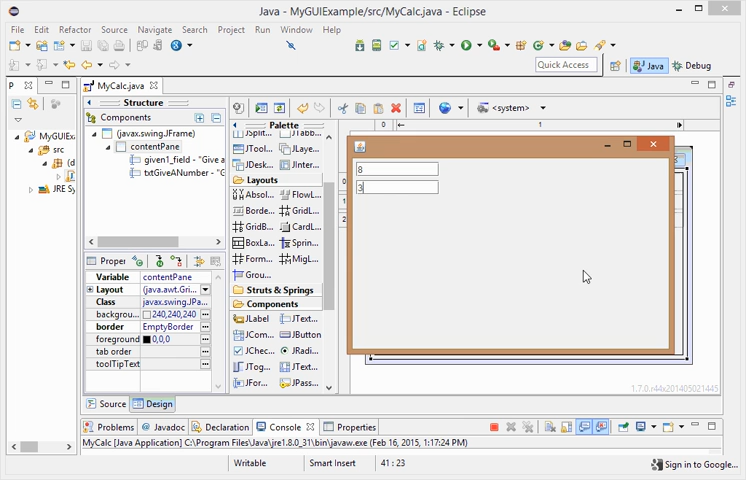 Java - MyGUIExample/src/MyCalc.java - Eclipse
File Edit Refactor Source Navigate Search Project Run Window Help
Quick Access
Java
Debug
P
MyCalc.java
Structure
Components
(javax.swing.JFrame)
contentPane
given1_field - "Give a
txtGiveANumber - "G
MyGUIExa
src
(d
JRE Sy
Palette
<system>
JSplit...
JTabb...
JTool...
JLaye...
JDesk...
JInter...
Layouts
Absol...
FlowL...
Borde...
GridL...
GridB...
CardL...
BoxLa...
Sprin...
Form...
MigL...
Grou...
Struts & Springs
Components
JLabel
JText...
JCom...
JButton
JChec...
JRadi...
JTog...
JText...
JFor...
JPass...
Proper
Variable contentPane
Layout (java.awt.Gri...
Class javax.swing.JPa...
backgrou... 240,240,240
border EmptyBorder
foreground 0,0,0
tab order
toolTipText
0 1
0
1
2
8
3
1.7.0.r44x201405021445
Source Design
Problems Javadoc Declaration Console Properties
MyCalc [Java Application] C:\Program Files\Java\jre1.8.0_31\bin\javaw.exe (Feb 16, 2015, 1:17:24 PM)
Writable Smart Insert 41 : 23 Sign in to Google...